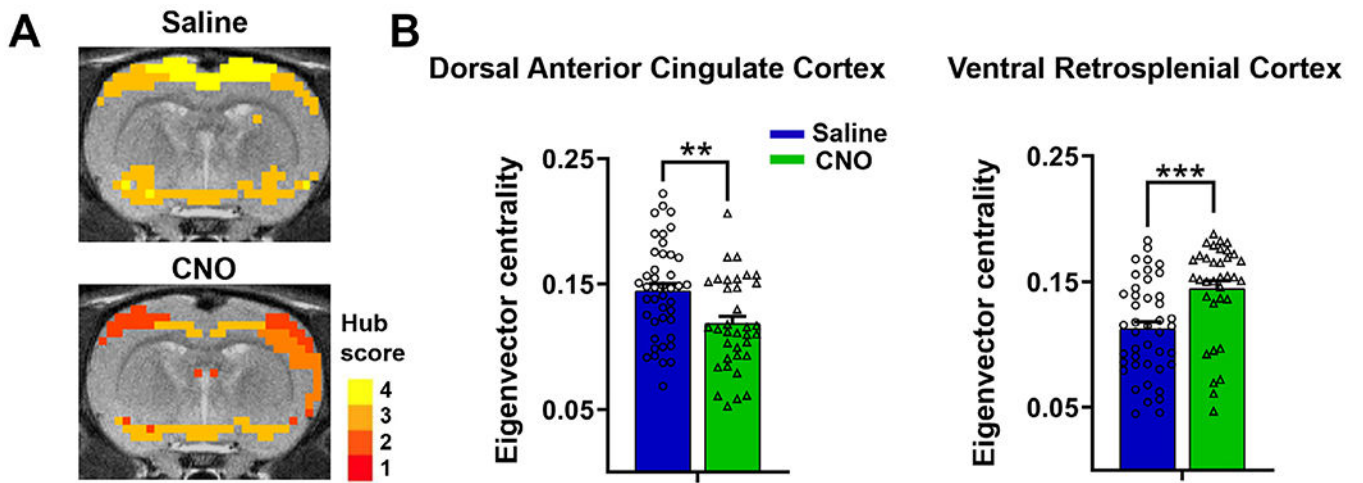 A
Saline
CNO
Hub
score
4
3
2
1
B
Dorsal Anterior Cingulate Cortex
Ventral Retrosplenial Cortex
Saline
CNO
Eigenvector centrality
0.25
0.15
0.05
**
Eigenvector centrality
0.25
0.15
0.05
***